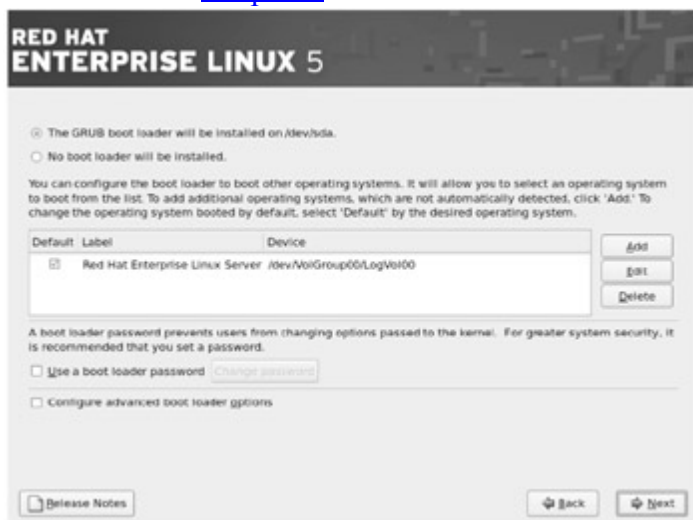 RED HAT
ENTERPRISE LINUX 5
The GRUB boot loader will be installed on /dev/sda.
No boot loader will be installed.
You can configure the boot loader to boot other operating systems. It will allow you to select an operating system
to boot from the list. To add additional operating systems, which are not automatically detected, click 'Add.' To
change the operating system booted by default, select 'Default' by the desired operating system.
Default Label Device
Red Hat Enterprise Linux Server /dev/VolGroup00/LogVol00
Add
Edit
Delete
A boot loader password prevents users from changing options passed to the kernel. For greater system security, it
is recommended that you set a password.
Use a boot loader password Change password
Configure advanced boot loader options
Release Notes Back Next